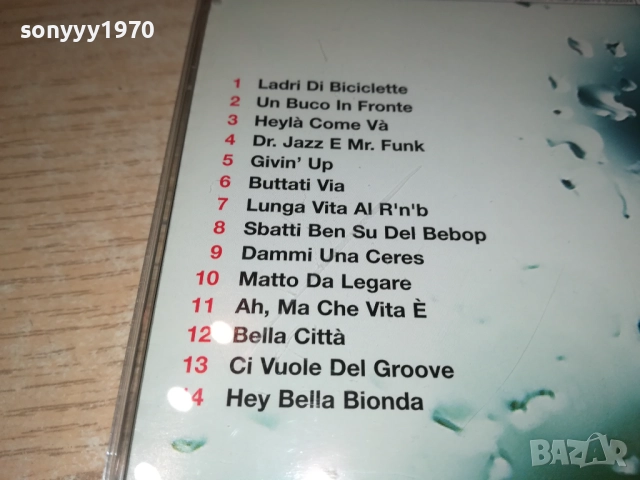 sonyyy1970
1 Ladri Di Biciclette
2 Un Buco In Fronte
3 Heylà Come Và
4 Dr. Jazz E Mr. Funk
5 Givin' Up
6 Buttati Via
7 Lunga Vita Al R'n'b
8 Sbatti Ben Su Del Bebop
9 Dammi Una Ceres
10 Matto Da Legare
11 Ah, Ma Che Vita È
12 Bella Città
13 Ci Vuole Del Groove
14 Hey Bella Bionda
BAZAR